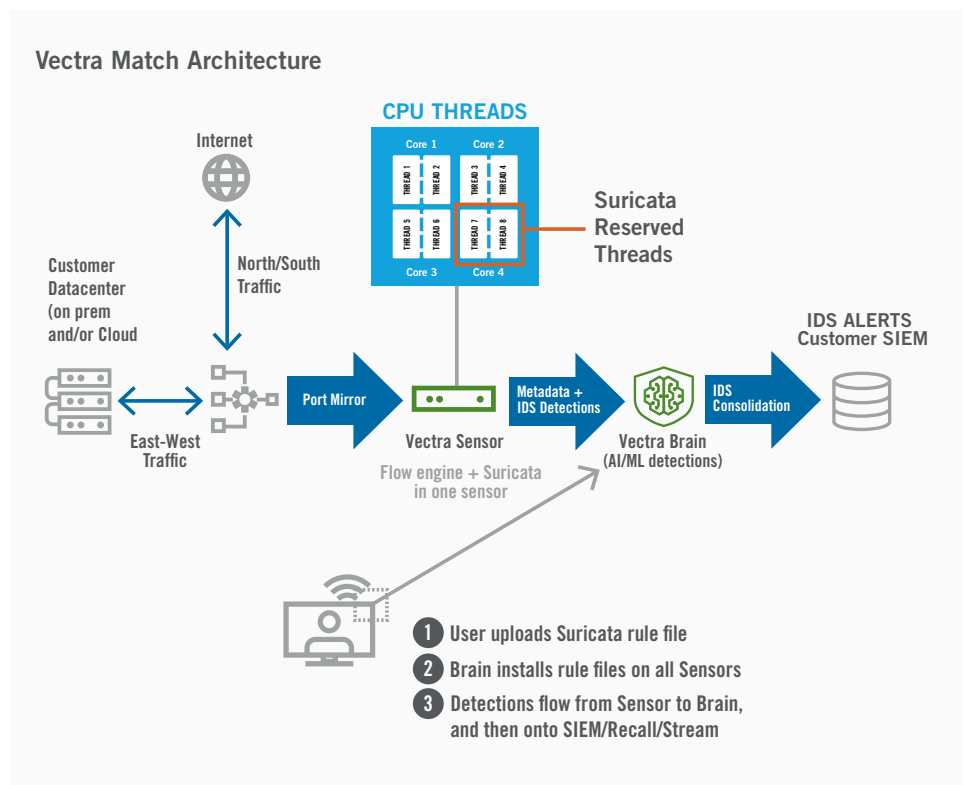 Vectra Match Architecture
CPU THREADS
Core 1
Core 2
THREAD 1
THREAD 2
THREAD 3
THREAD 4
THREAD 5
THREAD 6
THREAD 7
THREAD 8
Core 3
Core 4
Suricata
Reserved
Threads
Internet
North/South
Traffic
Customer
Datacenter
(on prem
and/or Cloud
East-West
Traffic
Port Mirror
Vectra Sensor
Flow engine + Suricata
in one sensor
Metadata +
IDS Detections
Vectra Brain
(AI/ML detections)
IDS
Consolidation
IDS ALERTS
Customer SIEM
1 User uploads Suricata rule file
2 Brain installs rule files on all Sensors
3 Detections flow from Sensor to Brain,
and then onto SIEM/Recall/Stream